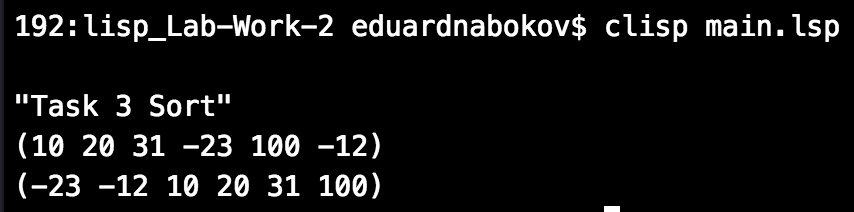 192:lisp_Lab-Work-2 eduardnabokov$ clisp main.lsp
"Task 3 Sort"
(10 20 31 -23 100 -12)
(-23 -12 10 20 31 100)